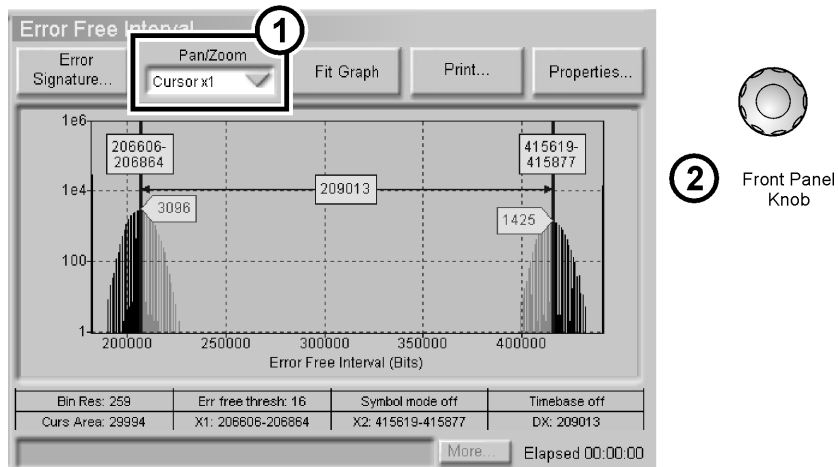 Error Free Interval
1
Error
Signature...
Pan/Zoom
Cursor x1
Fit Graph
Print...
Properties...
1e6
206606-
206864
415619-
415877
1e4
209013
3096
1425
100
1
200000
250000
300000
350000
400000
Error Free Interval (Bits)
2
Front Panel
Knob
Bin Res: 259
Err free thresh: 16
Symbol mode off
Timebase off
Curs Area: 29994
X1: 206606-206864
X2: 415619-415877
DX: 209013
More...
Elapsed 00:00:00